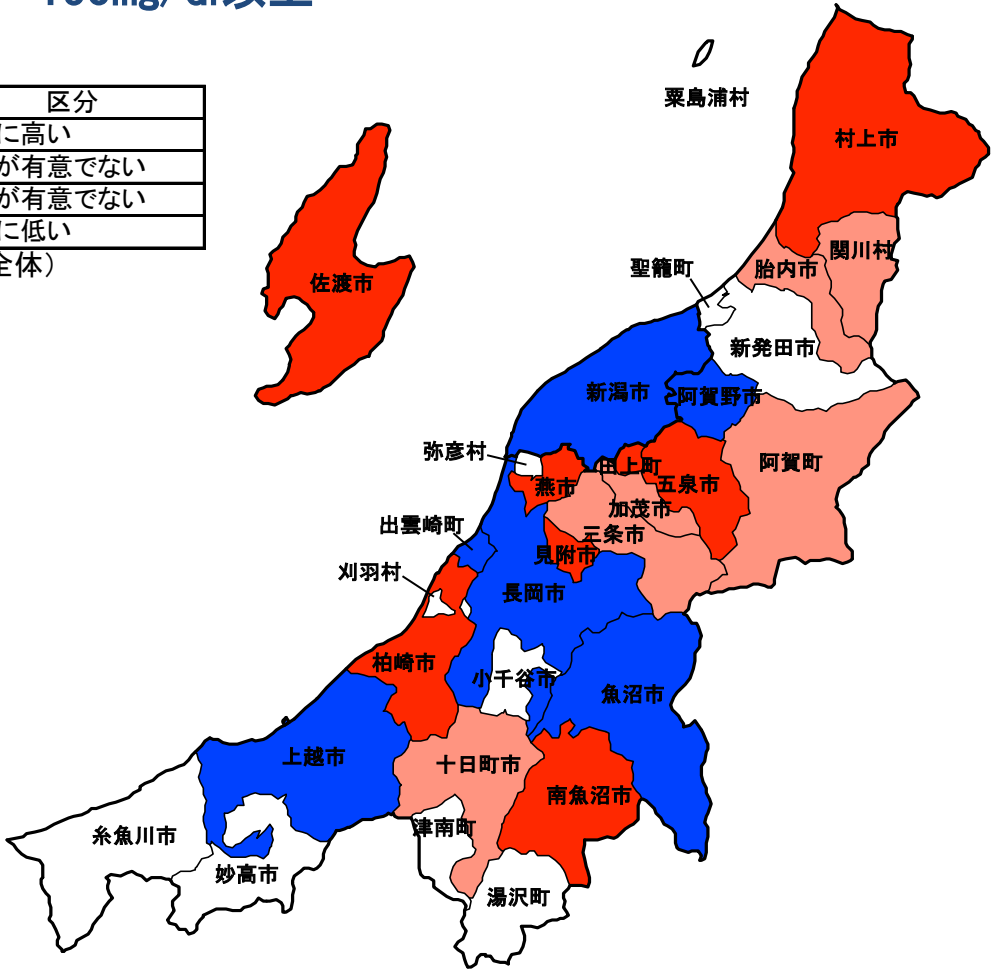 100mg/dl以上
区分
に高い
が有意でない
が有意でない
に低い
全体）
粟島浦村
村上市
関川村
胎内市
聖籠町
佐渡市
新発田市
新潟市
阿賀野市
弥彦村
田上町
阿賀町
燕市
五泉市
加茂市
出雲崎町
三条市
見附市
刈羽村
長岡市
柏崎市
小千谷市
魚沼市
上越市
十日町市
南魚沼市
津南町
糸魚川市
妙高市
湯沢町